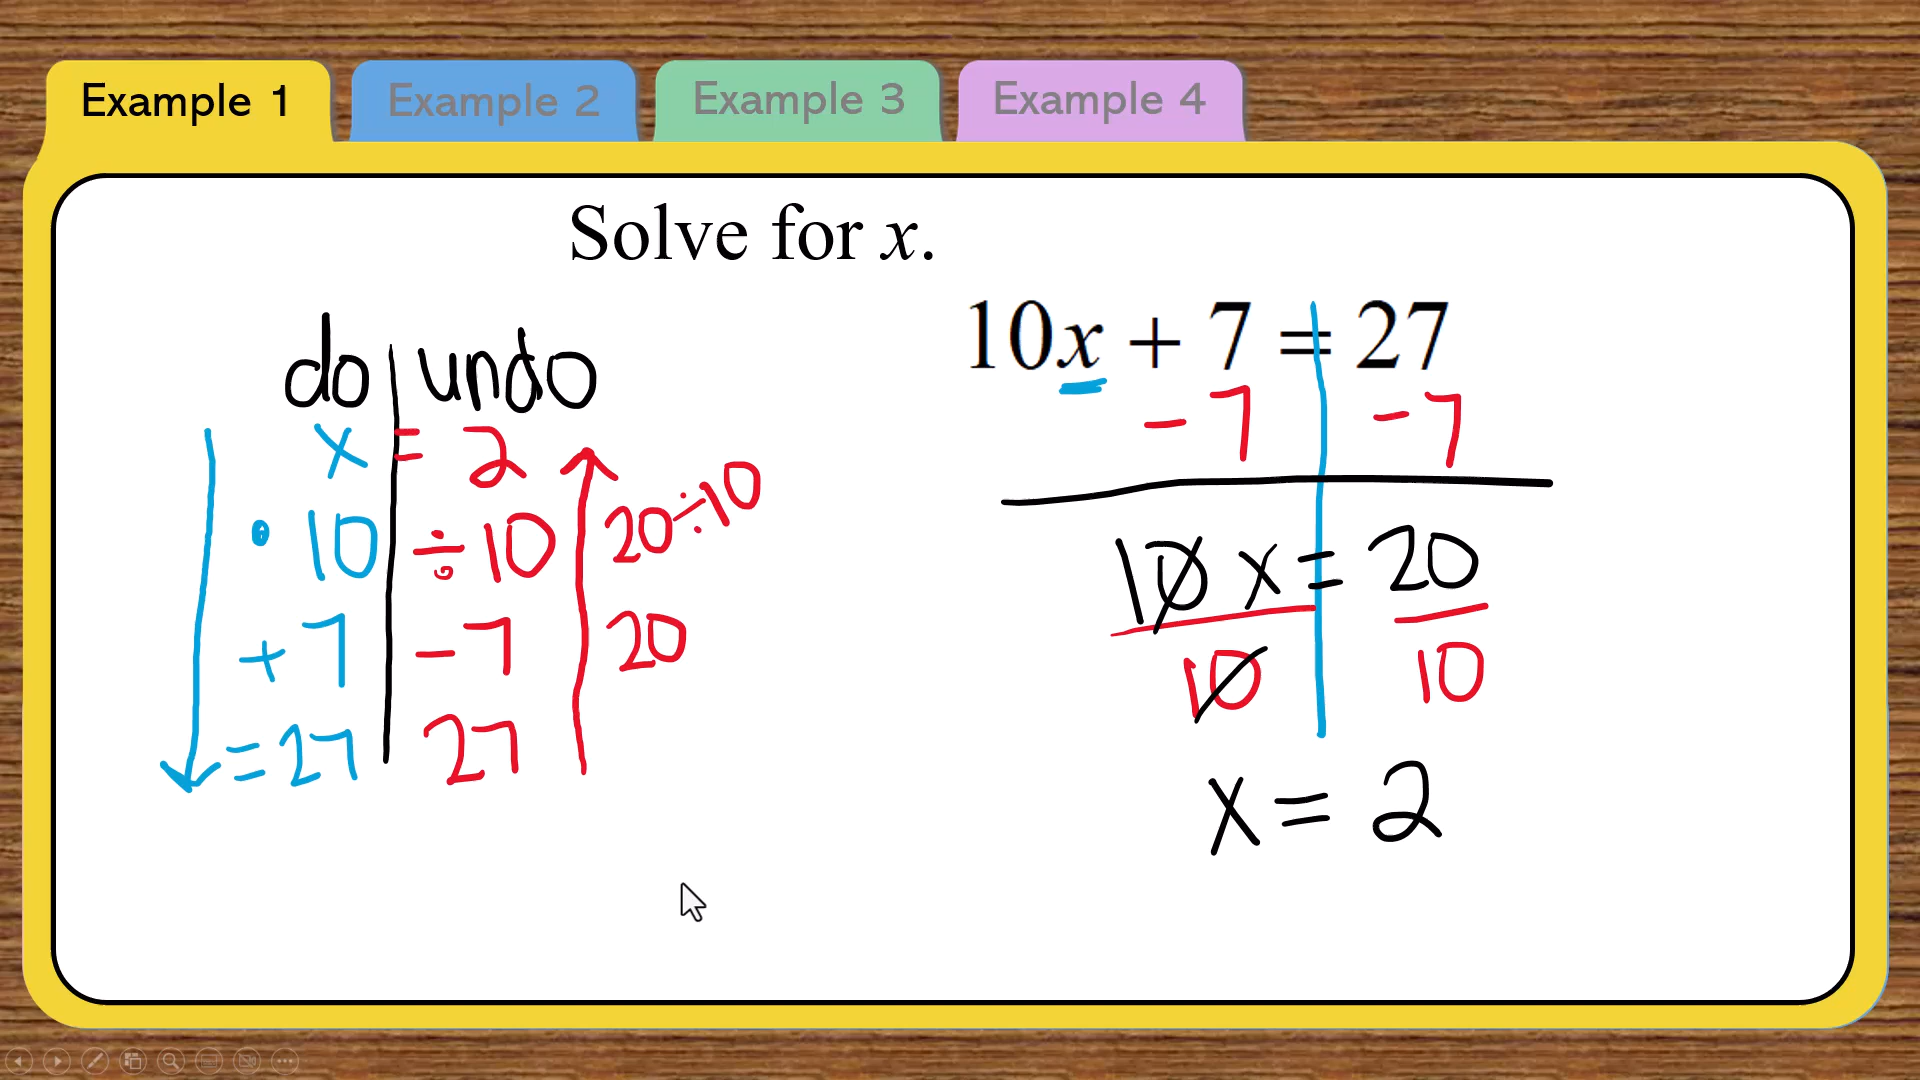 Example 1 Example 2 Example 3 Example 4
Solve for x.
do undo
x = 2
· 10 ÷ 10 20÷10
+ 7 − 7 20
= 27 27
10x + 7 = 27
− 7 − 7
10 x = 20
10 10
x = 2